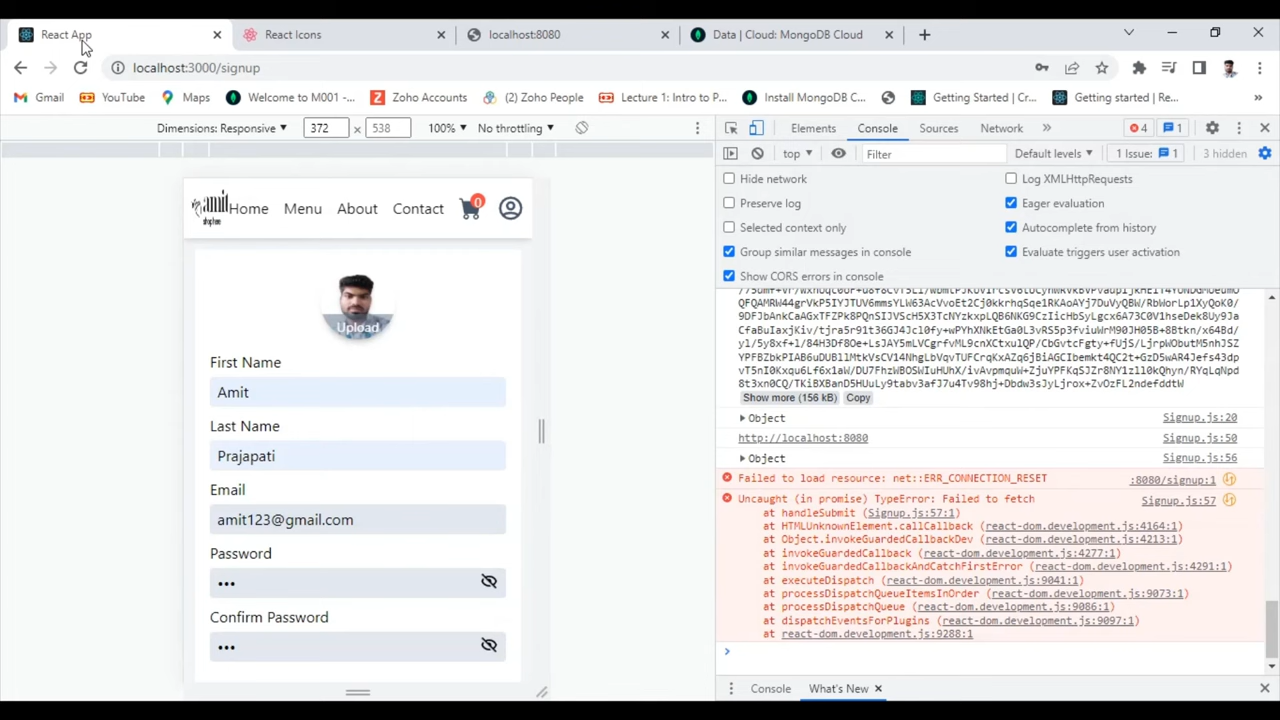 React App
React Icons
localhost:8080
Data | Cloud: MongoDB Cloud
localhost:3000/signup
Gmail
YouTube
Maps
Welcome to M001 -...
Zoho Accounts
(2) Zoho People
Lecture 1: Intro to P...
Install MongoDB C...
Getting Started | Cr...
Getting started | Re...
»
Dimensions: Responsive
372 x 538
100%
No throttling
Elements
Console
Sources
Network
»
4
1
top
Filter
Default levels
1 Issue: 1
3 hidden
Hide network
Log XMLHttpRequests
Preserve log
Eager evaluation
Selected context only
Autocomplete from history
Group similar messages in console
Evaluate triggers user activation
Show CORS errors in console
Home
Menu
About
Contact
0
Upload
First Name
Amit
Last Name
Prajapati
Email
amit123@gmail.com
Password
•••
Confirm Password
•••
Show more (156 kB)
Copy
Object
Signup.js:20
http://localhost:8080
Signup.js:50
Object
Signup.js:56
Failed to load resource: net::ERR_CONNECTION_RESET
:8080/signup:1
Uncaught (in promise) TypeError: Failed to fetch
Signup.js:57
at handleSubmit (Signup.js:57:1)
at HTMLUnknownElement.callCallback (react-dom.development.js:4164:1)
at Object.invokeGuardedCallbackDev (react-dom.development.js:4213:1)
at invokeGuardedCallback (react-dom.development.js:4277:1)
at invokeGuardedCallbackAndCatchFirstError (react-dom.development.js:4291:1)
at executeDispatch (react-dom.development.js:9041:1)
at processDispatchQueueItemsInOrder (react-dom.development.js:9073:1)
at processDispatchQueue (react-dom.development.js:9086:1)
at dispatchEventsForPlugins (react-dom.development.js:9097:1)
at react-dom.development.js:9288:1
Console
What's New